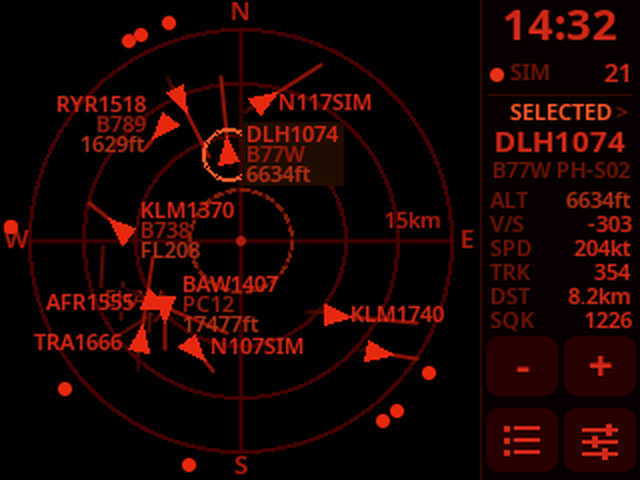 N
14:32
SIM 21
SELECTED >
DLH1074
B77W PH-S02
ALT 6634ft
V/S -303
SPD 204kt
TRK 354
DST 8.2km
SQK 1226
- +
N117SIM
RYR1518
B789
1629ft
DLH1074
B77W
6634ft
KLM1370
B738
FL208
15km
W
E
BAW1407
PC12
17477ft
AFR1555
KLM1740
TRA1666
N107SIM
S